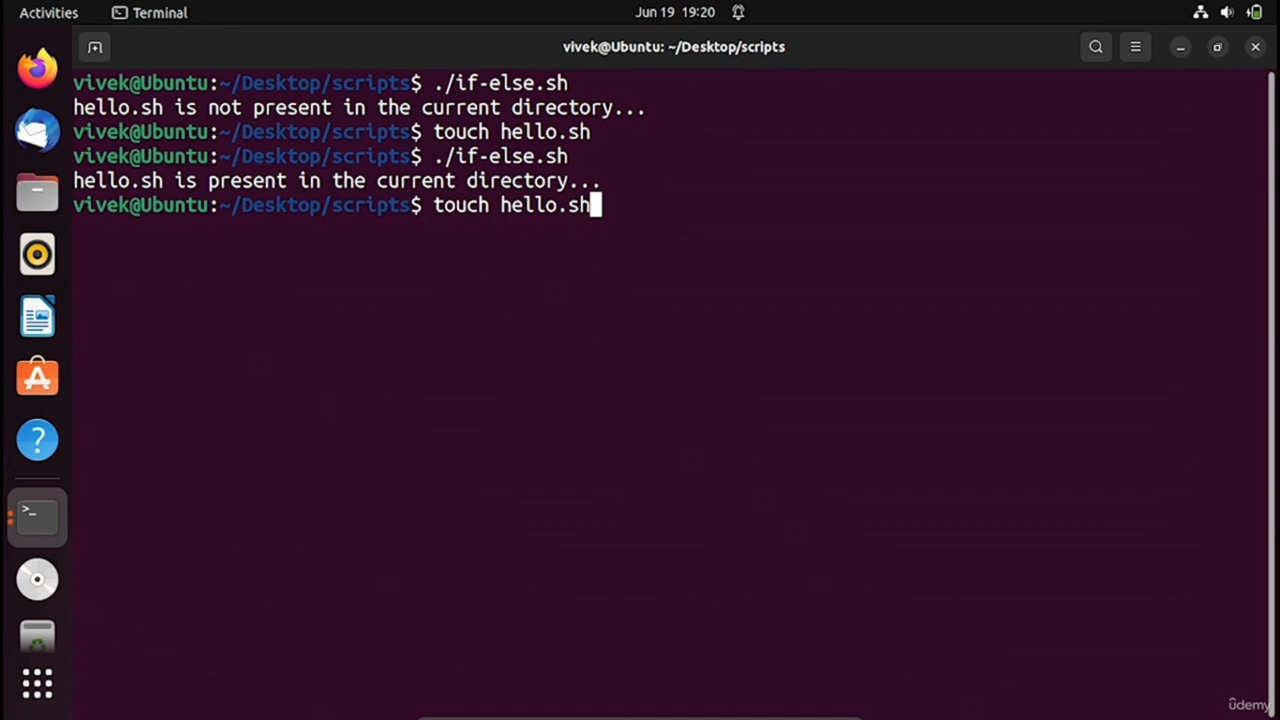 Activities Terminal Jun 19 19:20
vivek@Ubuntu: ~/Desktop/scripts
vivek@Ubuntu:~/Desktop/scripts$ ./if-else.sh
hello.sh is not present in the current directory...
vivek@Ubuntu:~/Desktop/scripts$ touch hello.sh
vivek@Ubuntu:~/Desktop/scripts$ ./if-else.sh
hello.sh is present in the current directory...
vivek@Ubuntu:~/Desktop/scripts$ touch hello.sh
udemy